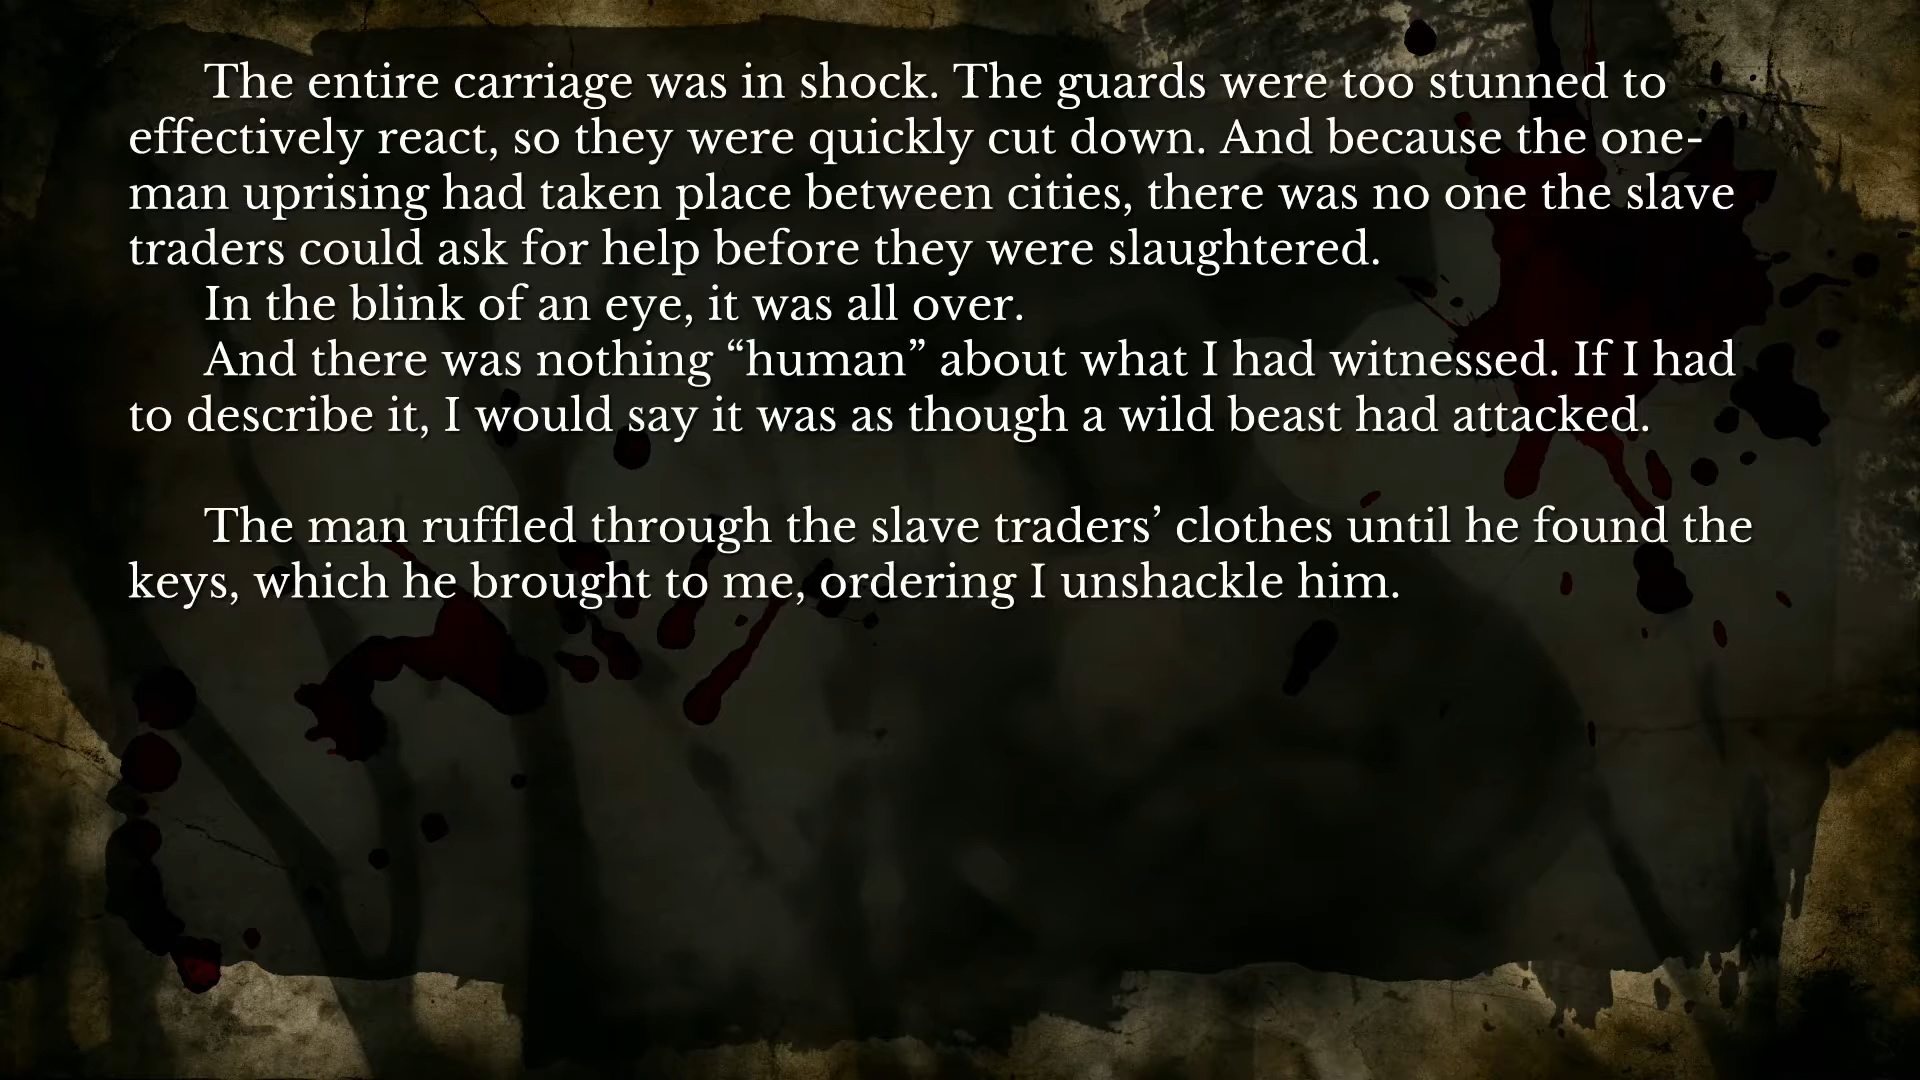 The entire carriage was in shock. The guards were too stunned to
effectively react, so they were quickly cut down. And because the one-
man uprising had taken place between cities, there was no one the slave
traders could ask for help before they were slaughtered.
In the blink of an eye, it was all over.
And there was nothing “human” about what I had witnessed. If I had
to describe it, I would say it was as though a wild beast had attacked.
The man ruffled through the slave traders’ clothes until he found the
keys, which he brought to me, ordering I unshackle him.